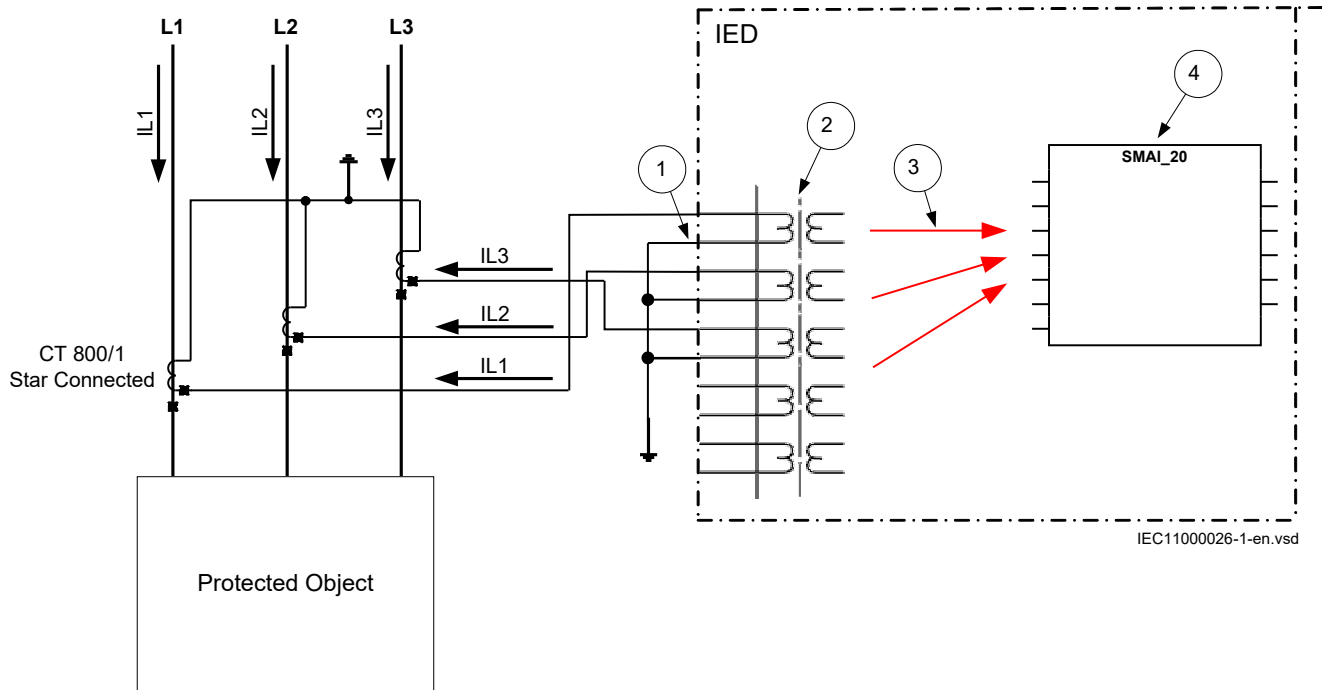 L1
L2
L3
IED
IL1
IL2
IL3
1
2
3
4
SMAI_20
IL3
IL2
IL1
CT 800/1
Star Connected
IEC11000026-1-en.vsd
Protected Object